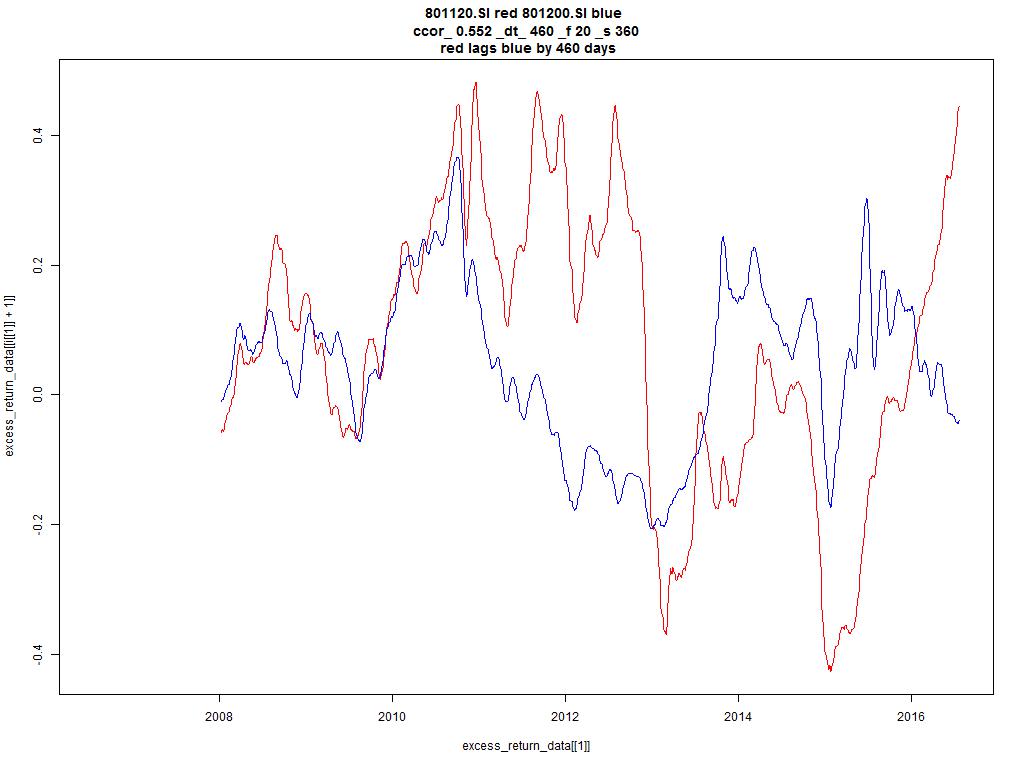 801120.SI red 801200.SI blue
ccor_ 0.552 _dt_ 460 _f 20 _s 360
red lags blue by 460 days
excess_return_data[[i[[1]] + 1]]
0.4
0.2
0.0
-0.2
-0.4
2008 2010 2012 2014 2016
excess_return_data[[1]]